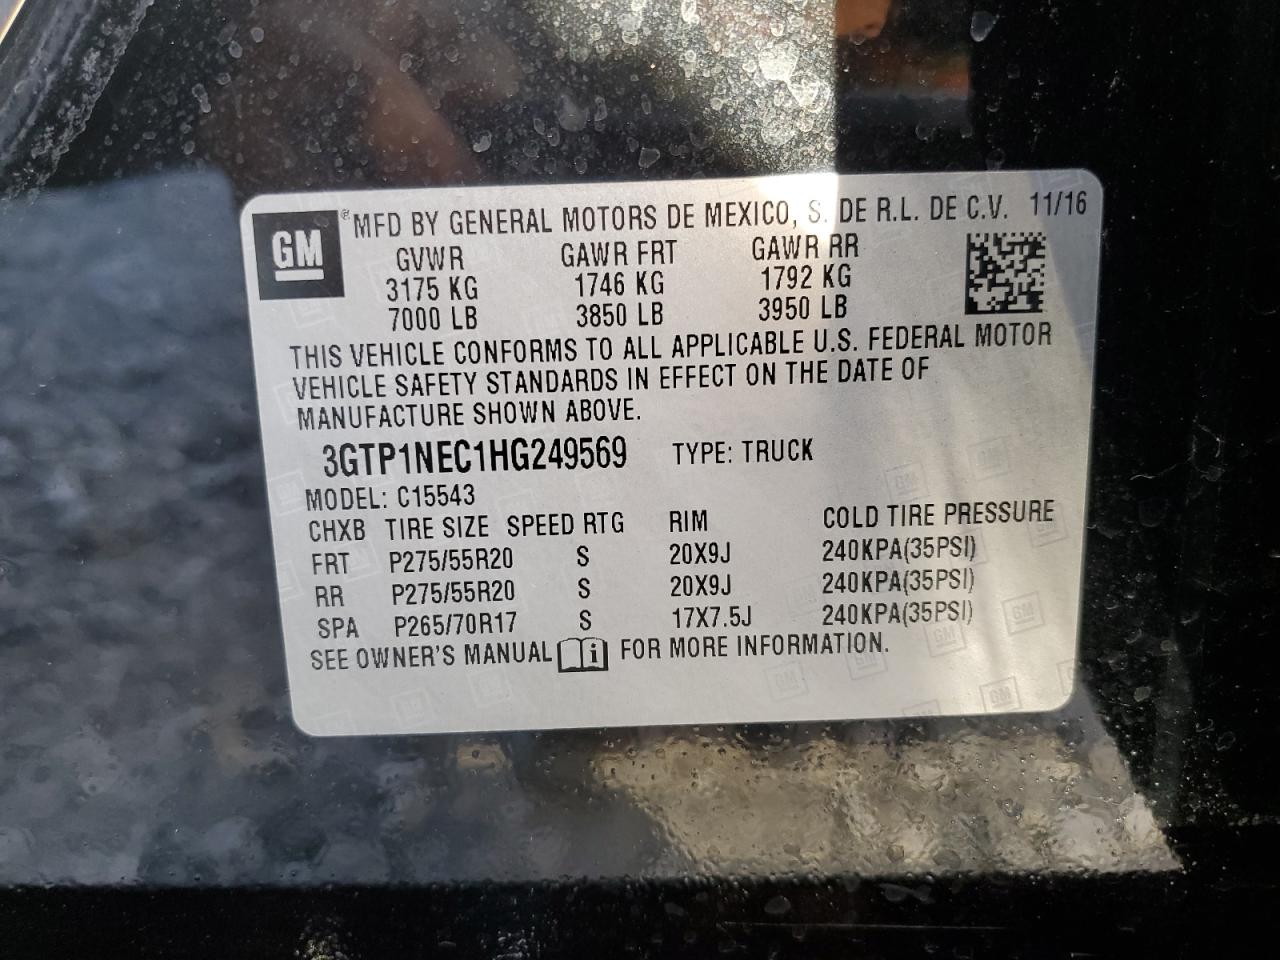 GM ® MFD BY GENERAL MOTORS DE MEXICO, S. DE R.L. DE C.V. 11/16
GVWR GAWR FRT GAWR RR
3175 KG 1746 KG 1792 KG
7000 LB 3850 LB 3950 LB
THIS VEHICLE CONFORMS TO ALL APPLICABLE U.S. FEDERAL MOTOR
VEHICLE SAFETY STANDARDS IN EFFECT ON THE DATE OF
MANUFACTURE SHOWN ABOVE.
3GTP1NEC1HG249569 TYPE: TRUCK
MODEL: C15543
CHXB TIRE SIZE SPEED RTG RIM COLD TIRE PRESSURE
FRT P275/55R20 S 20X9J 240KPA(35PSI)
RR P275/55R20 S 20X9J 240KPA(35PSI)
SPA P265/70R17 S 17X7.5J 240KPA(35PSI)
SEE OWNER'S MANUAL i FOR MORE INFORMATION.